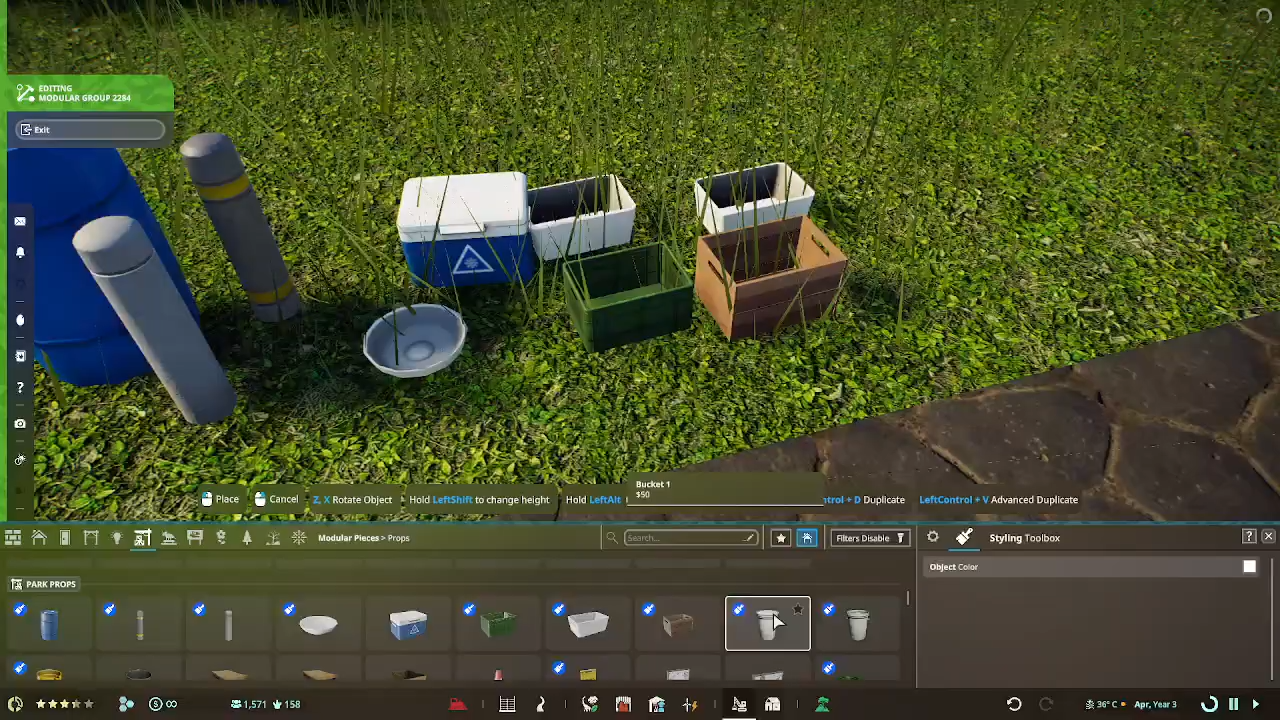 EDITING
MODULAR GROUP 2284
Exit
Bucket 1
$50
Place
Cancel
Z, X Rotate Object
Hold LeftShift to change height
Hold LeftAlt
Control + D Duplicate
LeftControl + V Advanced Duplicate
Modular Pieces > Props
Search...
Filters Disable
Styling Toolbox
?
Object Color
PARK PROPS
1,571
158
36°C
Apr, Year 3